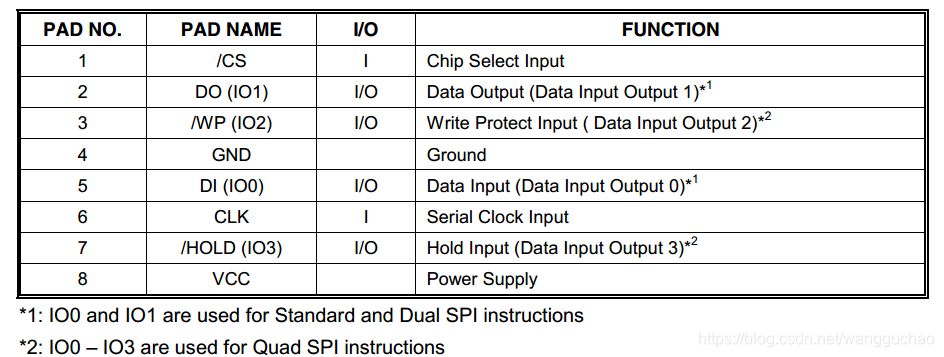 PAD NO. PAD NAME I/O FUNCTION
1 /CS I Chip Select Input
2 DO (IO1) I/O Data Output (Data Input Output 1)*1
3 /WP (IO2) I/O Write Protect Input ( Data Input Output 2)*2
4 GND Ground
5 DI (IO0) I/O Data Input (Data Input Output 0)*1
6 CLK I Serial Clock Input
7 /HOLD (IO3) I/O Hold Input (Data Input Output 3)*2
8 VCC Power Supply
*1: IO0 and IO1 are used for Standard and Dual SPI instructions
*2: IO0 – IO3 are used for Quad SPI instructions
https://blog.csdn.net/wangguchao